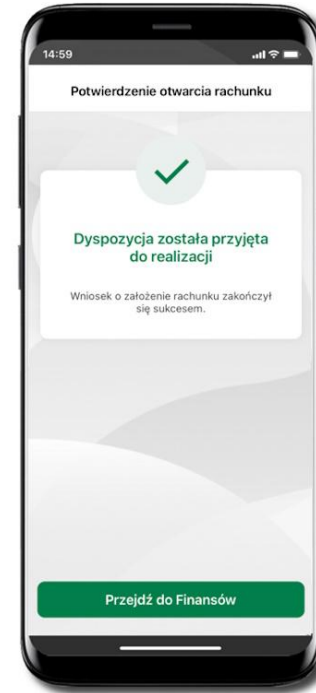 14:59
Potwierdzenie otwarcia rachunku
Dyspozycja została przyjęta
do realizacji
Wniosek o założenie rachunku zakończył
się sukcesem.
Przejdź do Finansów